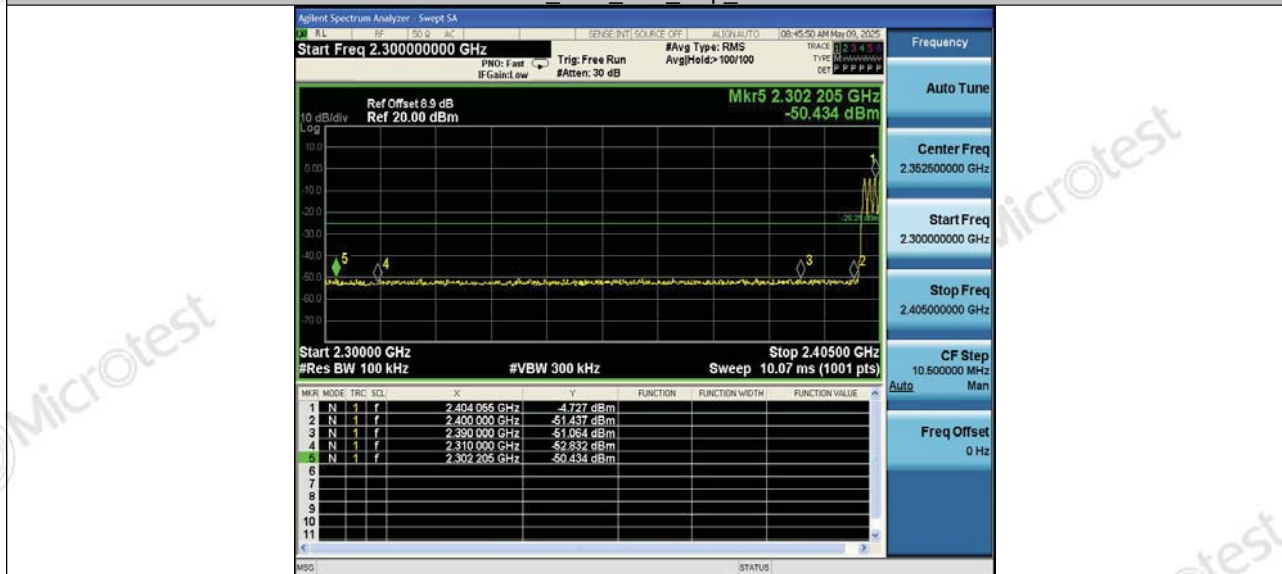 Agilent Spectrum Analyzer - Swept SA
RL RF 50 Ω AC SENSE:INT SOURCE OFF ALIGN AUTO 08:45:50 AM May 09, 2025
Start Freq 2.300000000 GHz
PNO: Fast Trig: Free Run #Avg Type: RMS TRACE 1 2 3 4 5 6
IFGain:Low #Atten: 30 dB Avg|Hold:> 100/100 TYPE M
DET P P P P P P
Mkr5 2.302 205 GHz
-50.434 dBm
Ref Offset 8.9 dB
10 dB/div Ref 20.00 dBm
Log
10.0
0.00
-10.0
-20.0
-30.0
-40.0
-50.0
-60.0
-70.0
1
5 4 3 2
Start 2.30000 GHz Stop 2.40500 GHz
#Res BW 100 kHz #VBW 300 kHz Sweep 10.07 ms (1001 pts)
MKR MODE TRC SCL X Y FUNCTION FUNCTION WIDTH FUNCTION VALUE
1 N 1 f 2.404 055 GHz -4.727 dBm
2 N 1 f 2.400 000 GHz -51.437 dBm
3 N 1 f 2.390 000 GHz -51.064 dBm
4 N 1 f 2.310 000 GHz -52.832 dBm
5 N 1 f 2.302 205 GHz -50.434 dBm
6
7
8
9
10
11
MSG STATUS
Frequency
Auto Tune
Center Freq
2.352500000 GHz
Start Freq
2.300000000 GHz
Stop Freq
2.405000000 GHz
CF Step
10.500000 MHz
Auto Man
Freq Offset
0 Hz
Microtest
Microtest